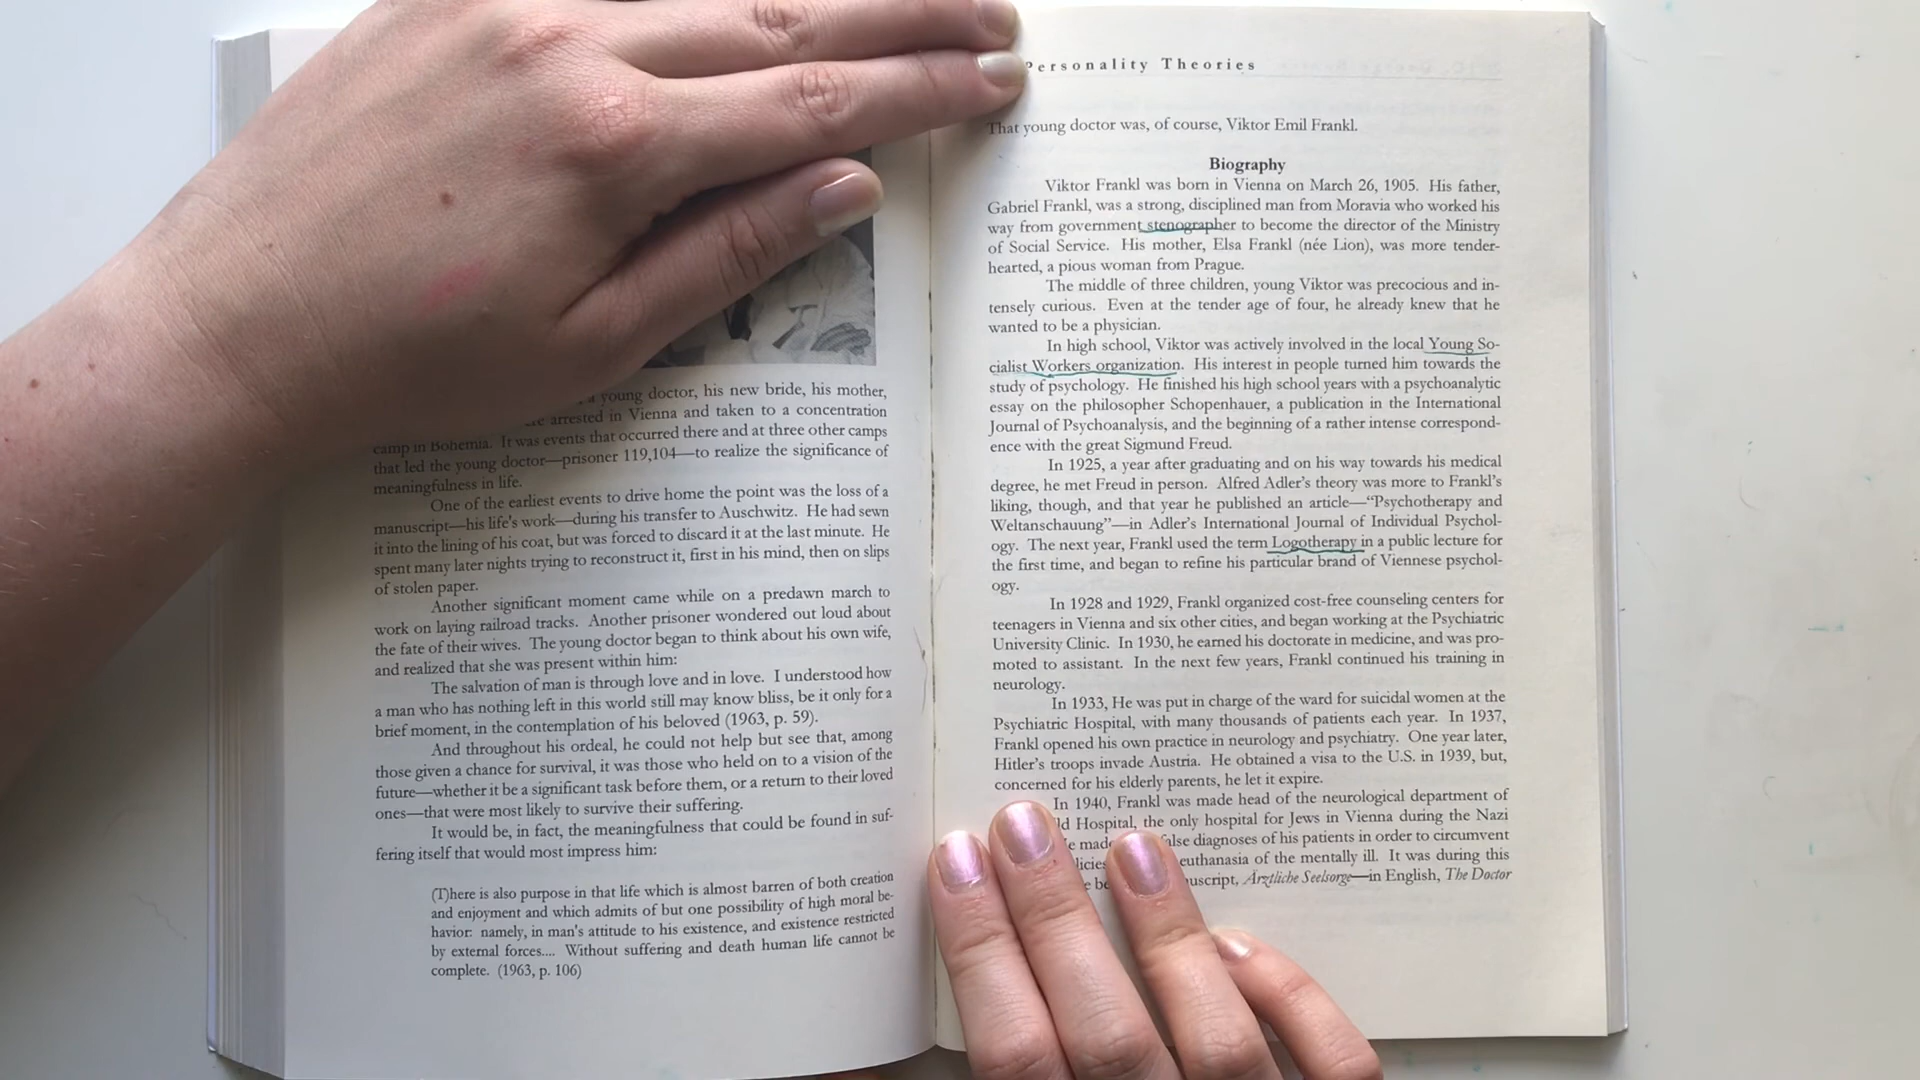 young doctor, his new bride, his mother,
arrested in Vienna and taken to a concentration
camp in Bohemia. It was events that occurred there and at three other camps
that led the young doctor—prisoner 119,104—to realize the significance of
meaningfulness in life.
One of the earliest events to drive home the point was the loss of a
manuscript—his life's work—during his transfer to Auschwitz. He had sewn
it into the lining of his coat, but was forced to discard it at the last minute. He
spent many later nights trying to reconstruct it, first in his mind, then on slips
of stolen paper.
Another significant moment came while on a predawn march to
work on laying railroad tracks. Another prisoner wondered out loud about
the fate of their wives. The young doctor began to think about his own wife,
and realized that she was present within him:
The salvation of man is through love and in love. I understood how
a man who has nothing left in this world still may know bliss, be it only for a
brief moment, in the contemplation of his beloved (1963, p. 59).
And throughout his ordeal, he could not help but see that, among
those given a chance for survival, it was those who held on to a vision of the
future—whether it be a significant task before them, or a return to their loved
ones—that were most likely to survive their suffering.
It would be, in fact, the meaningfulness that could be found in suf-
fering itself that would most impress him:
(T)here is also purpose in that life which is almost barren of both creation
and enjoyment and which admits of but one possibility of high moral be-
havior: namely, in man's attitude to his existence, and existence restricted
by external forces.... Without suffering and death human life cannot be
complete. (1963, p. 106)
Personality Theories
That young doctor was, of course, Viktor Emil Frankl.
Biography
Viktor Frankl was born in Vienna on March 26, 1905. His father,
Gabriel Frankl, was a strong, disciplined man from Moravia who worked his
way from government stenographer to become the director of the Ministry
of Social Service. His mother, Elsa Frankl (née Lion), was more tender-
hearted, a pious woman from Prague.
The middle of three children, young Viktor was precocious and in-
tensely curious. Even at the tender age of four, he already knew that he
wanted to be a physician.
In high school, Viktor was actively involved in the local Young So-
cialist Workers organization. His interest in people turned him towards the
study of psychology. He finished his high school years with a psychoanalytic
essay on the philosopher Schopenhauer, a publication in the International
Journal of Psychoanalysis, and the beginning of a rather intense correspond-
ence with the great Sigmund Freud.
In 1925, a year after graduating and on his way towards his medical
degree, he met Freud in person. Alfred Adler's theory was more to Frankl's
liking, though, and that year he published an article—“Psychotherapy and
Weltanschauung”—in Adler's International Journal of Individual Psychol-
ogy. The next year, Frankl used the term Logotherapy in a public lecture for
the first time, and began to refine his particular brand of Viennese psychol-
ogy.
In 1928 and 1929, Frankl organized cost-free counseling centers for
teenagers in Vienna and six other cities, and began working at the Psychiatric
University Clinic. In 1930, he earned his doctorate in medicine, and was pro-
moted to assistant. In the next few years, Frankl continued his training in
neurology.
In 1933, He was put in charge of the ward for suicidal women at the
Psychiatric Hospital, with many thousands of patients each year. In 1937,
Frankl opened his own practice in neurology and psychiatry. One year later,
Hitler's troops invade Austria. He obtained a visa to the U.S. in 1939, but,
concerned for his elderly parents, he let it expire.
In 1940, Frankl was made head of the neurological department of
Hospital, the only hospital for Jews in Vienna during the Nazi
made diagnoses of his patients in order to circumvent
euthanasia of the mentally ill. It was during this
Ärztliche Seelsorge—in English, The Doctor